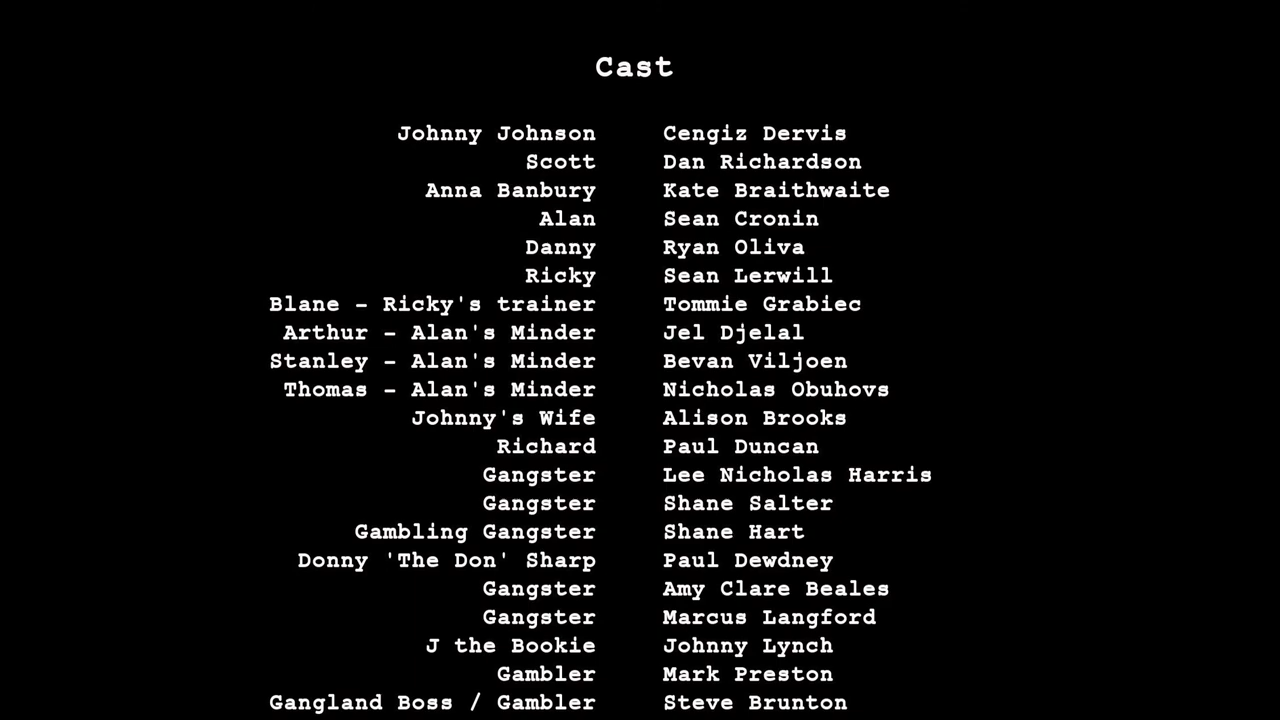 Cast
Johnny Johnson Cengiz Dervis
Scott Dan Richardson
Anna Banbury Kate Braithwaite
Alan Sean Cronin
Danny Ryan Oliva
Ricky Sean Lerwill
Blane - Ricky's trainer Tommie Grabiec
Arthur - Alan's Minder Jel Djelal
Stanley - Alan's Minder Bevan Viljoen
Thomas - Alan's Minder Nicholas Obuhovs
Johnny's Wife Alison Brooks
Richard Paul Duncan
Gangster Lee Nicholas Harris
Gangster Shane Salter
Gambling Gangster Shane Hart
Donny 'The Don' Sharp Paul Dewdney
Gangster Amy Clare Beales
Gangster Marcus Langford
J the Bookie Johnny Lynch
Gambler Mark Preston
Gangland Boss / Gambler Steve Brunton